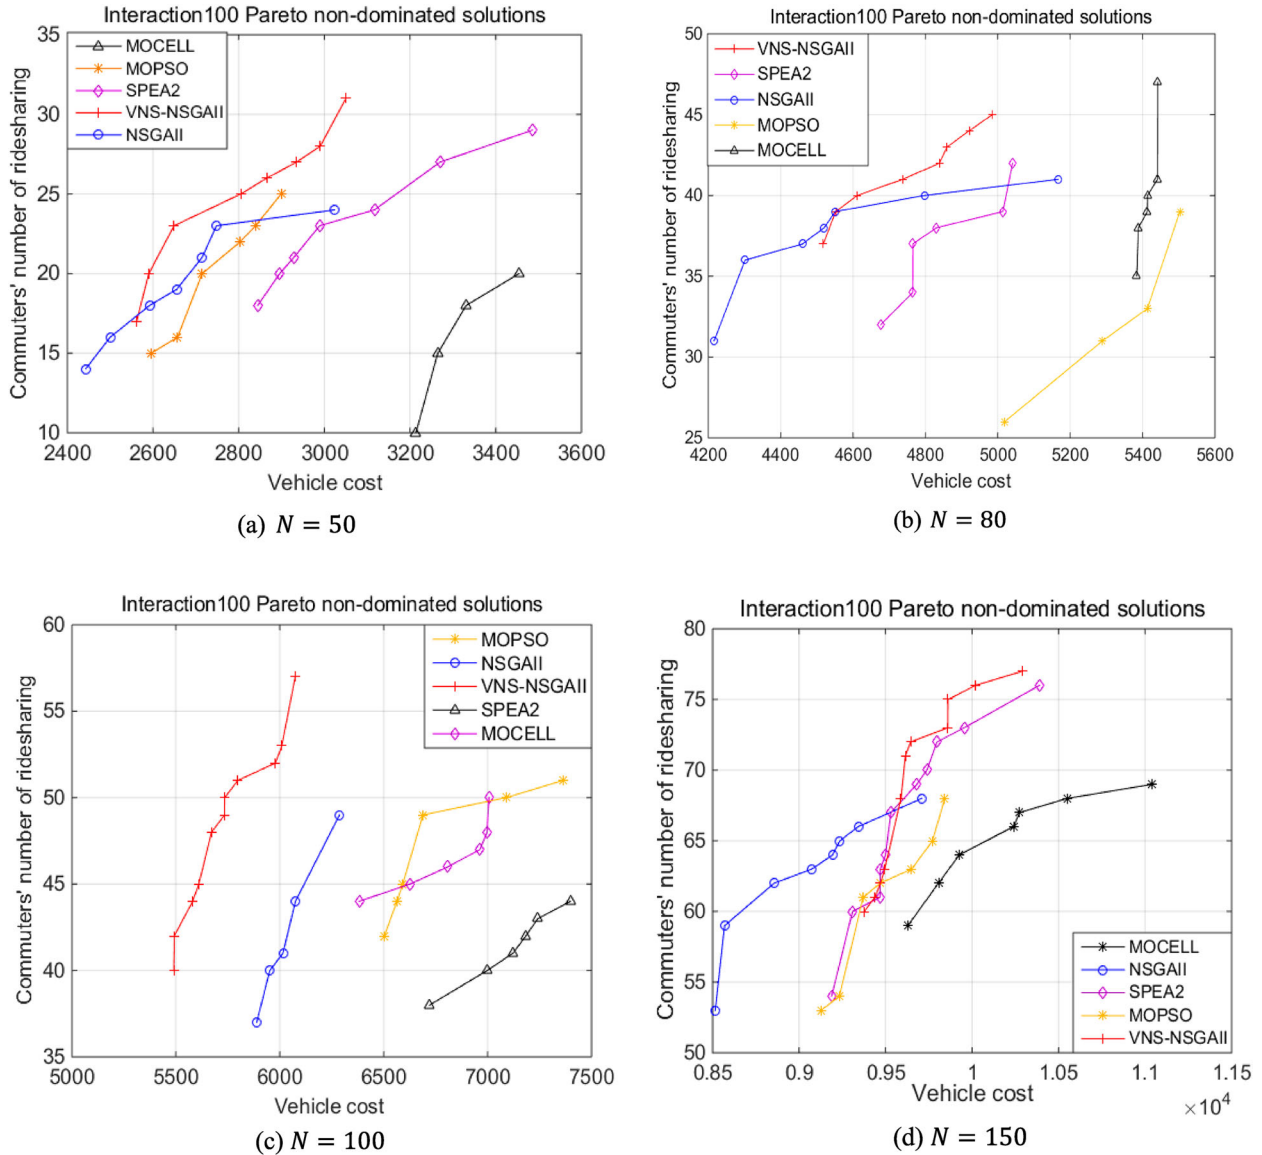 Interaction100 Pareto non-dominated solutions
35
30
25
20
15
10
Commuters' number of ridesharing
MOCELL
MOPSO
SPEA2
VNS-NSGAII
NSGAII
2400 2600 2800 3000 3200 3400 3600
Vehicle cost
(a) N = 50
Interaction100 Pareto non-dominated solutions
50
45
40
35
30
25
Commuters' number of ridesharing
VNS-NSGAII
SPEA2
NSGAII
MOPSO
MOCELL
4200 4400 4600 4800 5000 5200 5400 5600
Vehicle cost
(b) N = 80
Interaction100 Pareto non-dominated solutions
60
55
50
45
40
35
Commuters' number of ridesharing
MOPSO
NSGAII
VNS-NSGAII
SPEA2
MOCELL
5000 5500 6000 6500 7000 7500
Vehicle cost
(c) N = 100
Interaction100 Pareto non-dominated solutions
80
75
70
65
60
55
50
Commuters' number of ridesharing
MOCELL
NSGAII
SPEA2
MOPSO
VNS-NSGAII
0.85 0.9 0.95 1 1.05 1.1 1.15
Vehicle cost
×10⁴
(d) N = 150